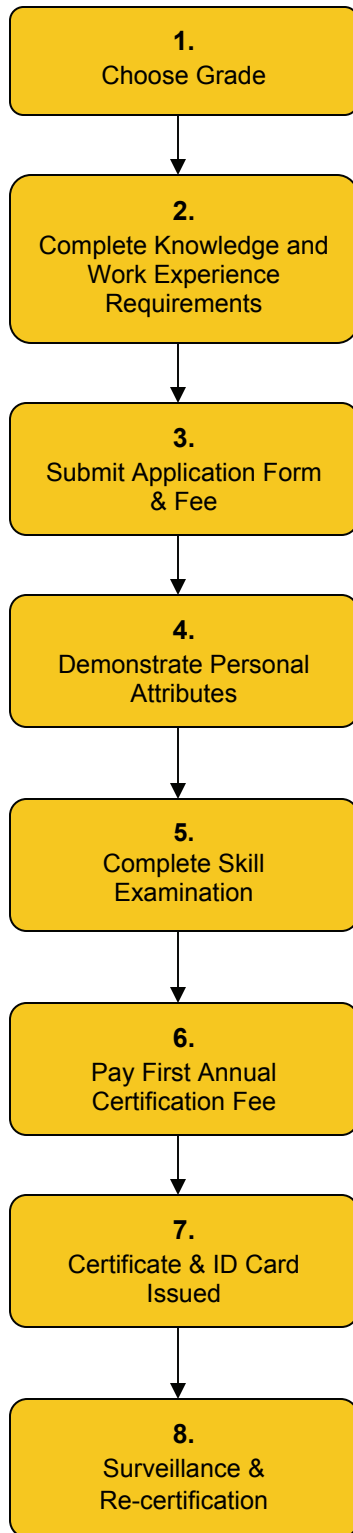 1.
Choose Grade
2.
Complete Knowledge and
Work Experience
Requirements
3.
Submit Application Form
& Fee
4.
Demonstrate Personal
Attributes
5.
Complete Skill
Examination
6.
Pay First Annual
Certification Fee
7.
Certificate & ID Card
Issued
8.
Surveillance &
Re-certification